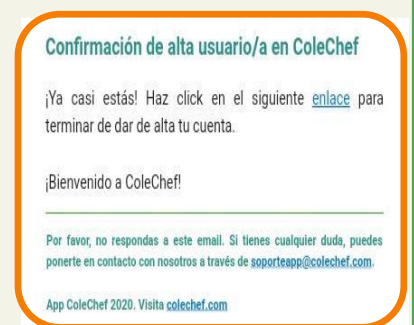 Confirmación de alta usuario/a en ColeChef
¡Ya casi estás! Haz click en el siguiente enlace para
terminar de dar de alta tu cuenta.
¡Bienvenido a ColeChef!
Por favor, no respondas a este email. Si tienes cualquier duda, puedes
ponerte en contacto con nosotros a través de soporteapp@colechef.com.
App ColeChef 2020. Visita colechef.com